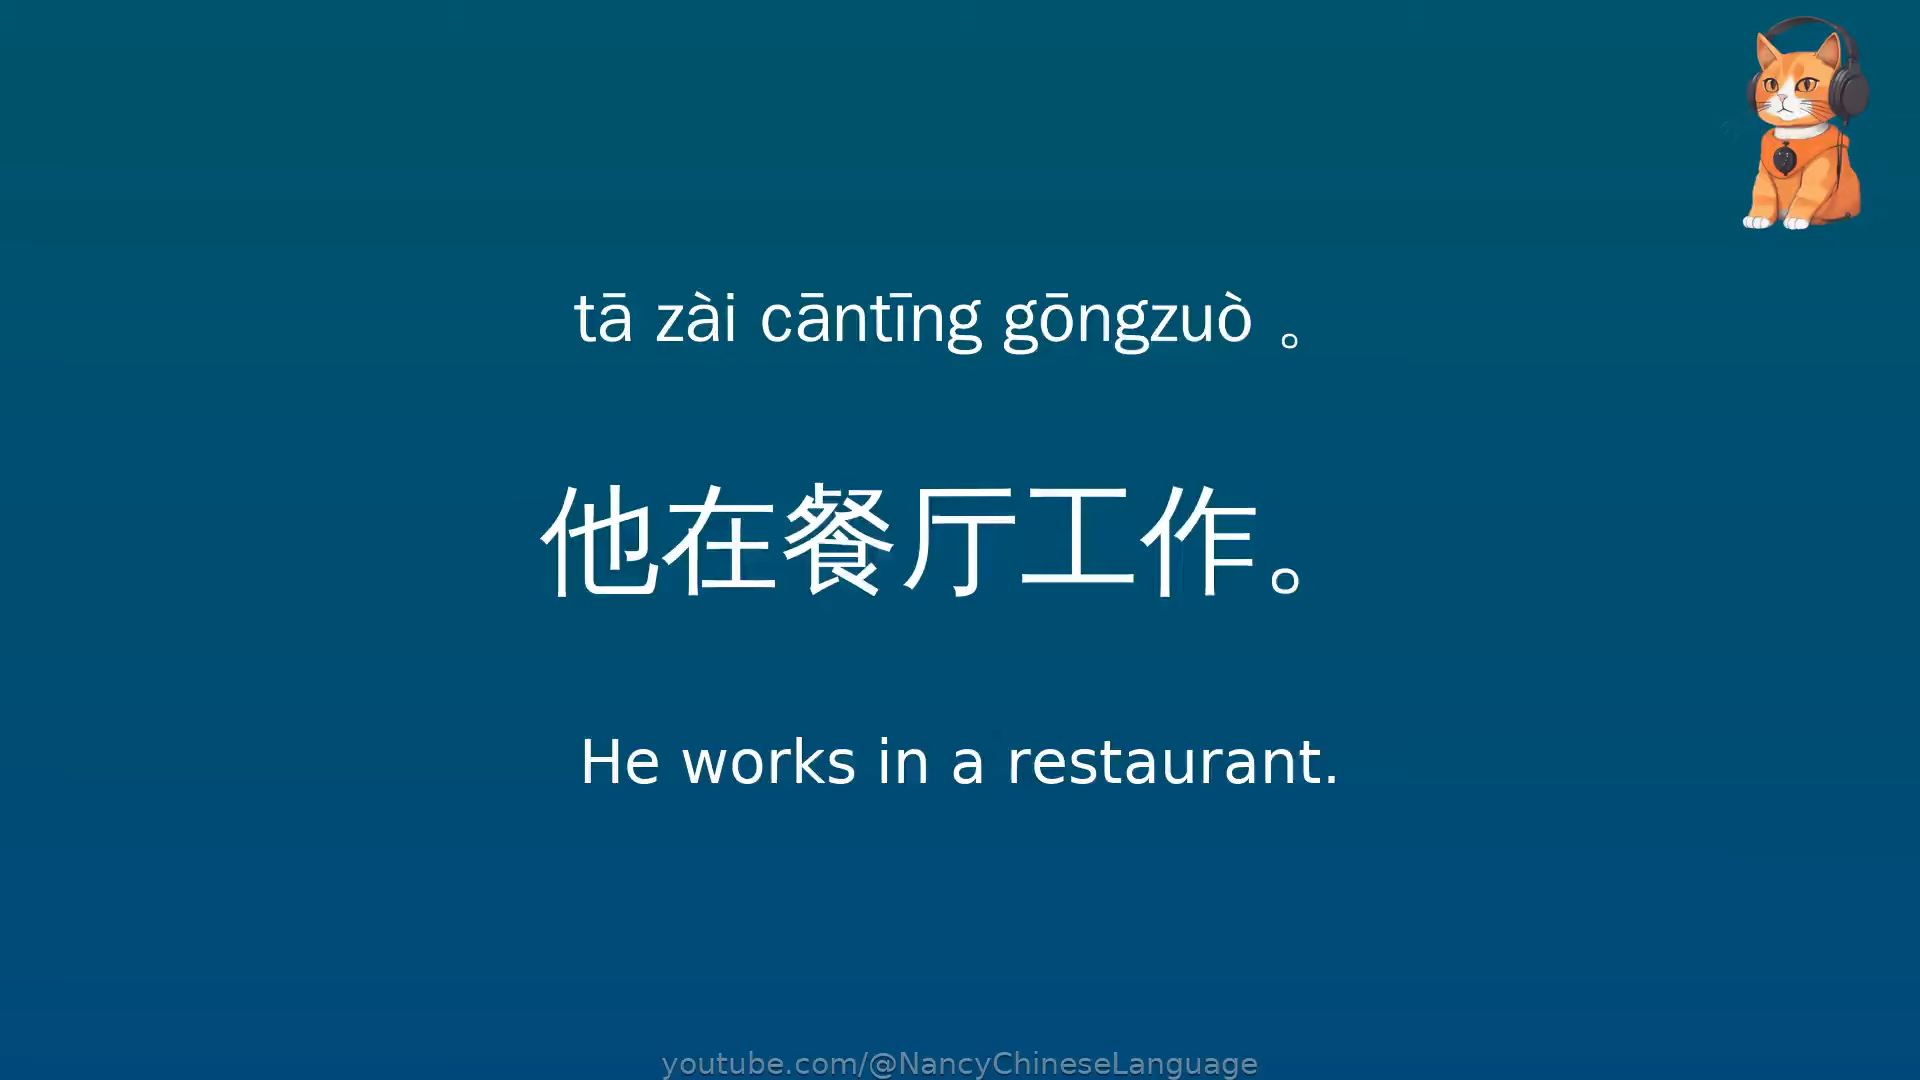 tā zài cāntīng gōngzuò 。
他在餐厅工作。
He works in a restaurant.
youtube.com/@NancyChineseLanguage